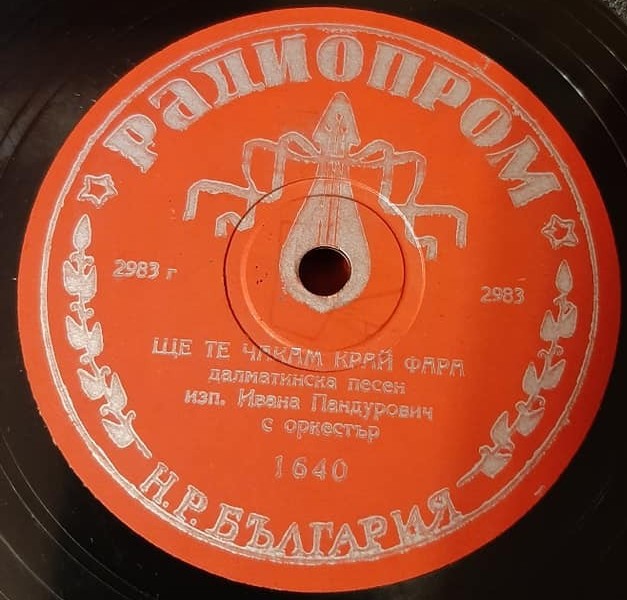 РАДИОПРОМ
2983 г
2983
ЩЕ ТЕ ЧАКАМ КРАЙ ФАРА
далматинска песен
изп. Ивана Пандурович
с оркестър
1640
Н.Р.БЪЛГАРИЯ